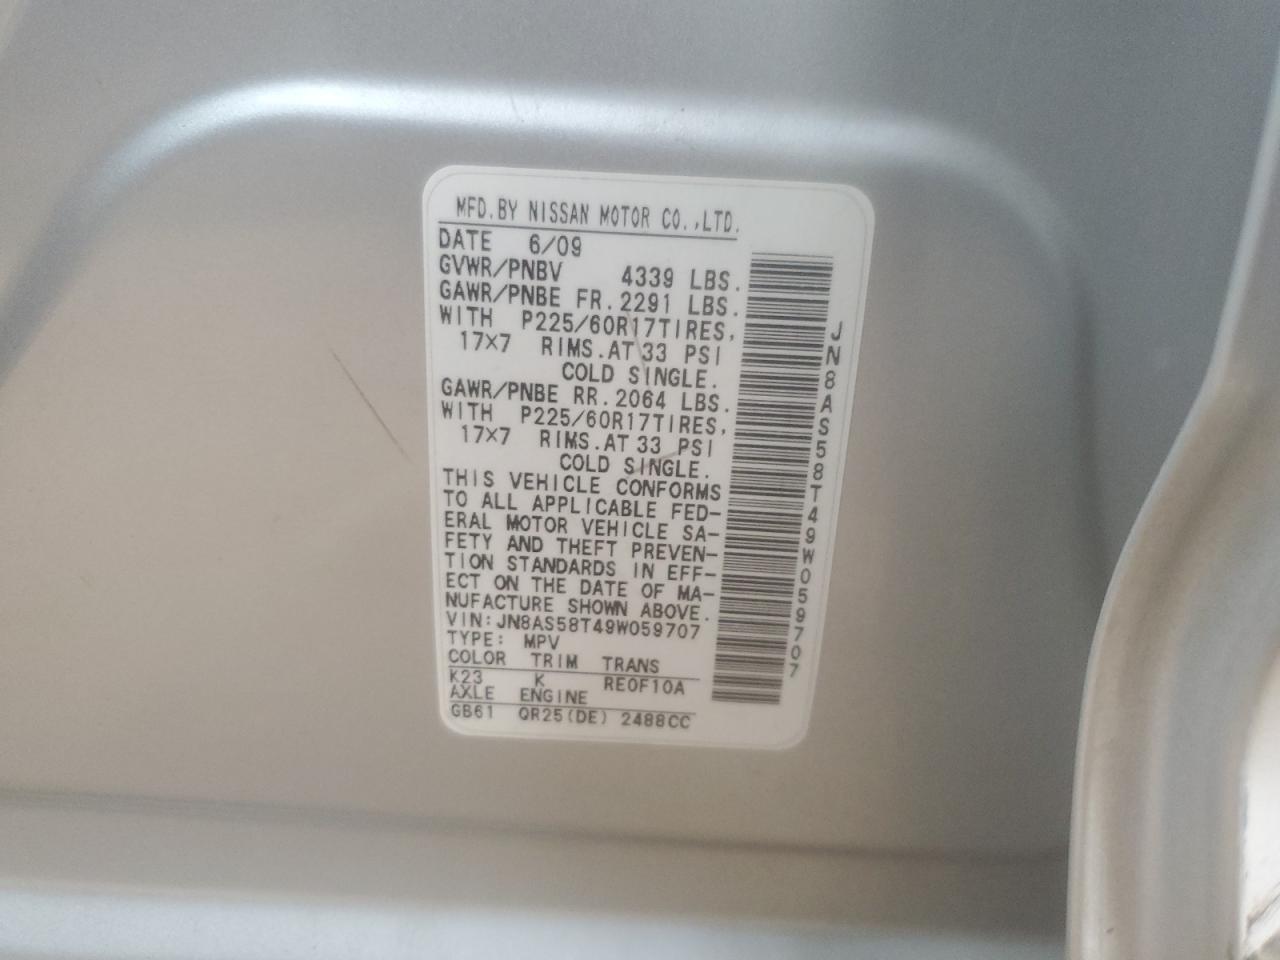 MFD.BY NISSAN MOTOR CO.,LTD.
DATE 6/09
GVWR/PNBV 4339 LBS.
GAWR/PNBE FR.2291 LBS.
WITH P225/60R17TIRES,
17×7 RIMS.AT 33 PSI
COLD SINGLE.
GAWR/PNBE RR.2064 LBS.
WITH P225/60R17TIRES,
17×7 RIMS.AT 33 PSI
COLD SINGLE.
THIS VEHICLE CONFORMS
TO ALL APPLICABLE FED-
ERAL MOTOR VEHICLE SA-
FETY AND THEFT PREVEN-
TION STANDARDS IN EFF-
ECT ON THE DATE OF MA-
NUFACTURE SHOWN ABOVE.
VIN:JN8AS58T49W059707
TYPE: MPV
COLOR TRIM TRANS
K23 K RE0F10A
AXLE ENGINE
GB61 QR25(DE) 2488CC
JN8AS58T49W059707